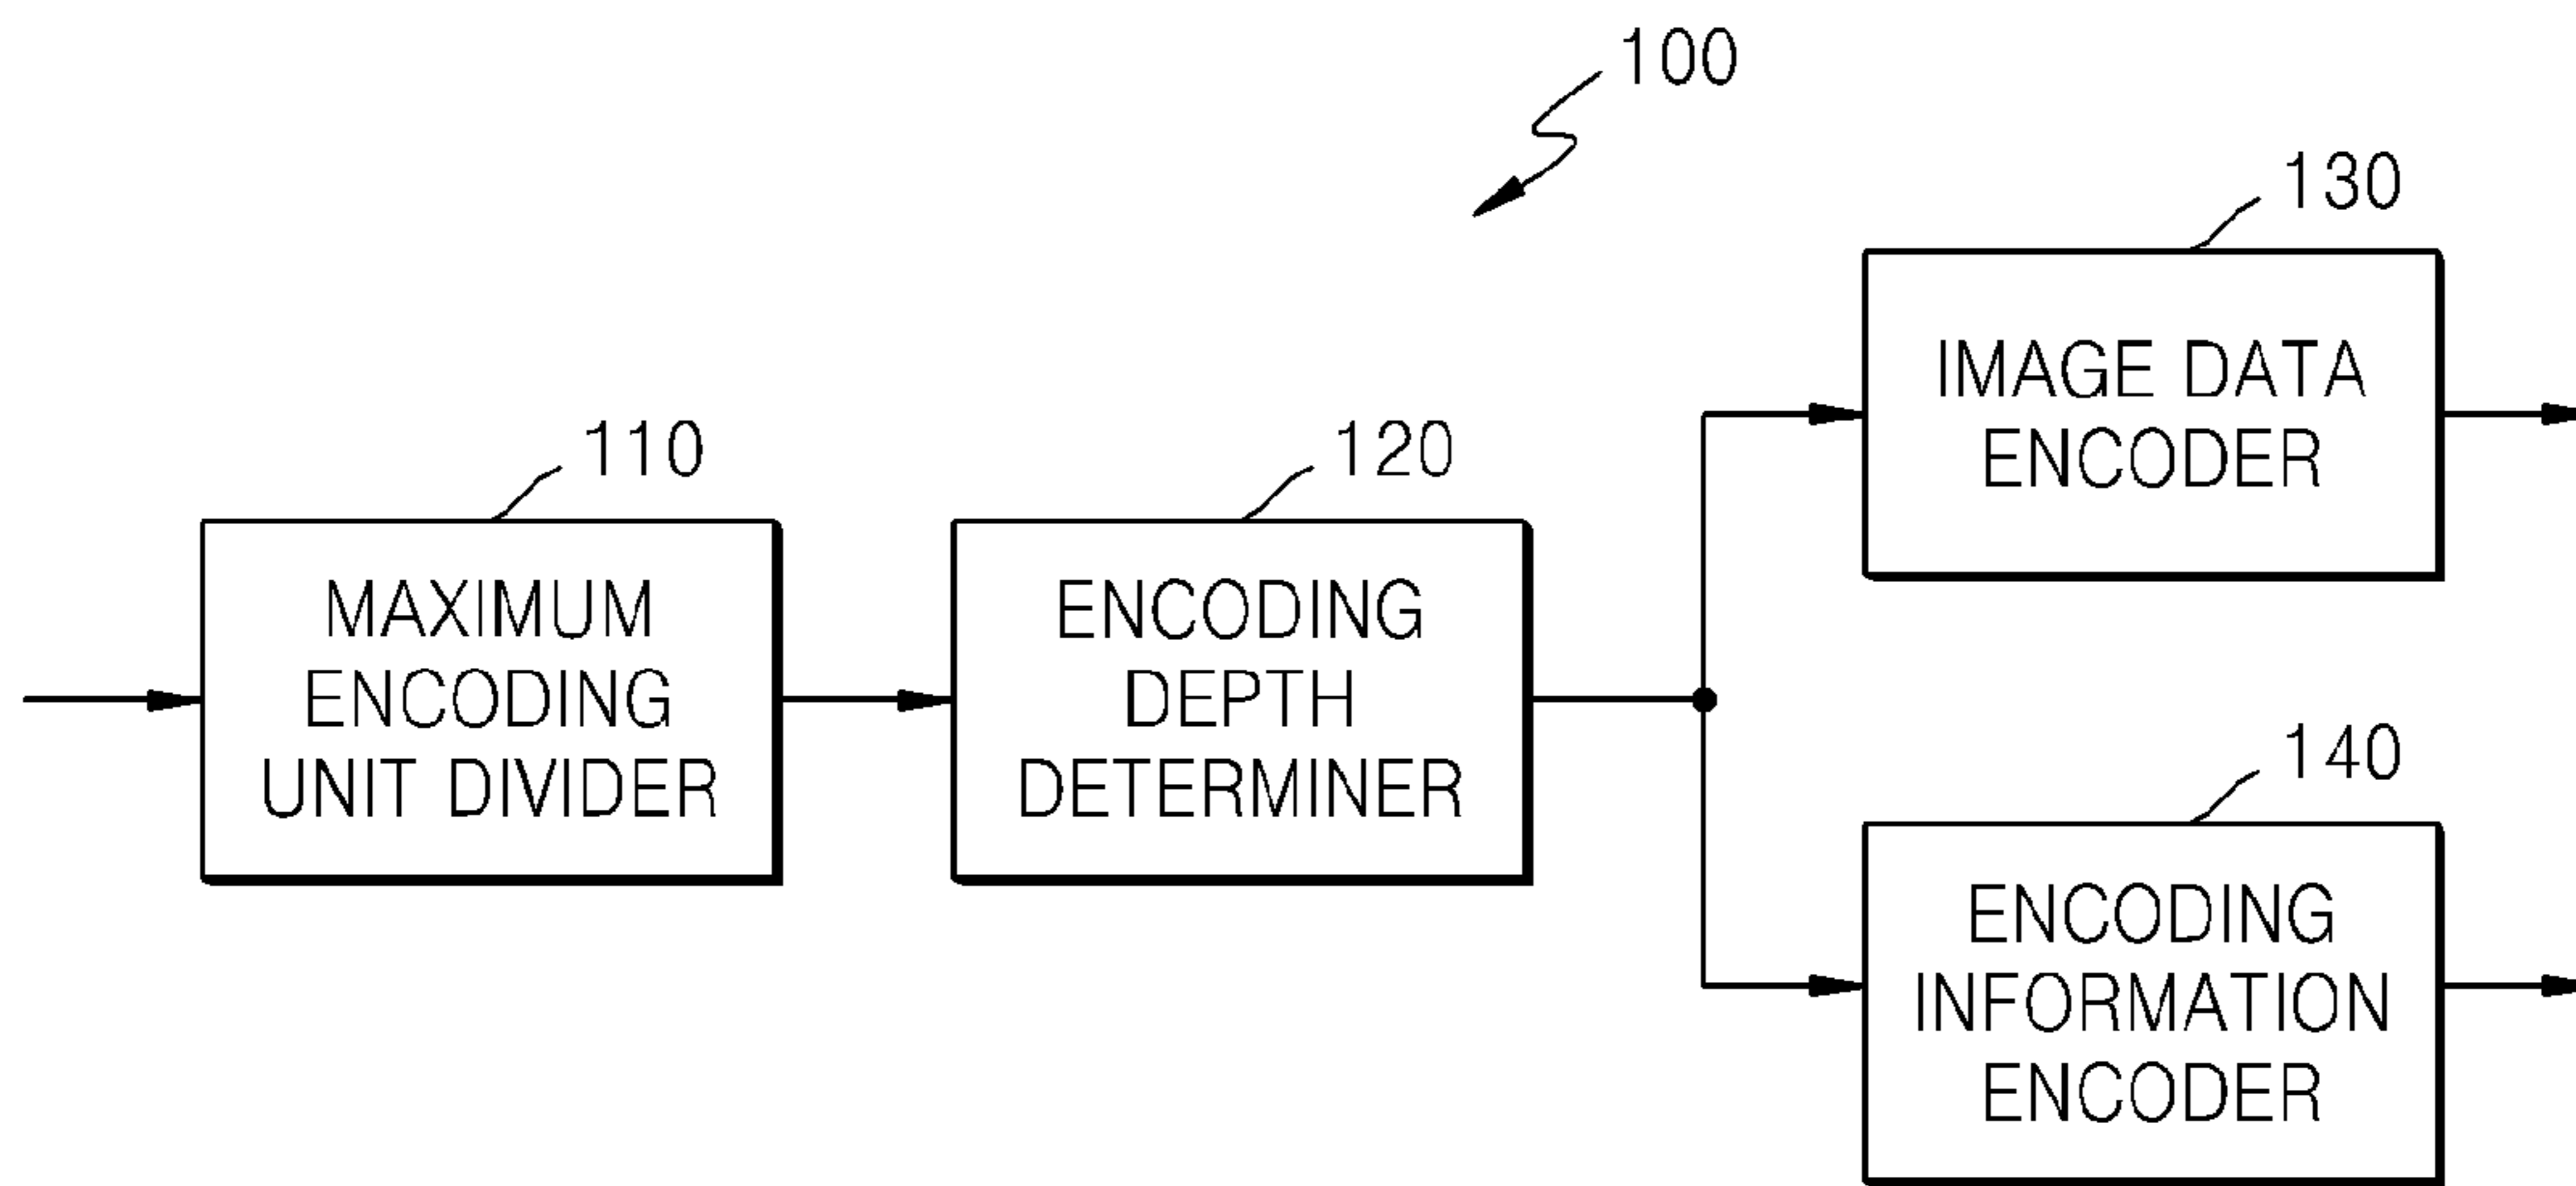 100
130
IMAGE DATA
ENCODER
110
120
MAXIMUM
ENCODING
UNIT DIVIDER
ENCODING
DEPTH
DETERMINER
140
ENCODING
INFORMATION
ENCODER